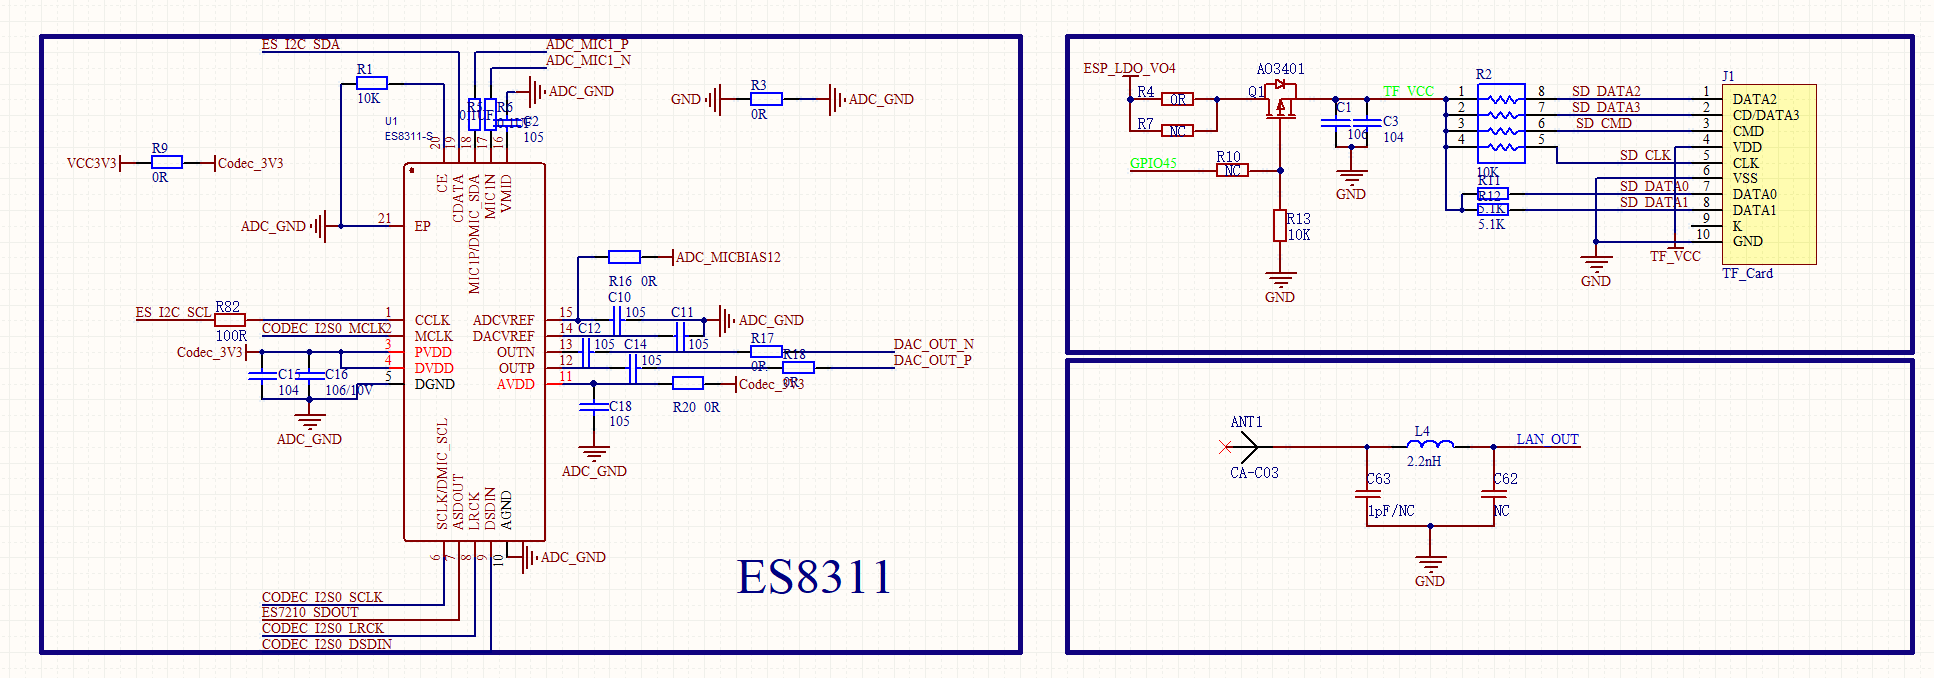 ES_I2C_SDA
ADC_MIC1_P
ADC_MIC1_N
R1
10K
ADC_GND
R5
0.1UF
R6
0.1UF
C2
105
U1
ES8311-S
GND
R3
0R
ADC_GND
VCC3V3
R9
0R
Codec_3V3
20
19
18
17
16
CE
CDATA
MIC1P/DMIC_SDA
MIC1N
VMID
ADC_GND
21
EP
R16 0R
ADC_MICBIAS12
ES_I2C_SCL
R82
100R
CODEC_I2S0_MCLK
Codec_3V3
C15
104
C16
106/10V
ADC_GND
1
2
3
4
5
CCLK
MCLK
PVDD
DVDD
DGND
ADCVREF
DACVREF
OUTN
OUTP
AVDD
15
14
13
12
11
C10
105
C11
105
ADC_GND
C12
105
C14
105
R17
0R
R18
0R
DAC_OUT_N
DAC_OUT_P
R20 0R
Codec_3V3
C18
105
ADC_GND
SCLK/DMIC_SCL
ASDOUT
LRCK
DSDIN
AGND
6
7
8
9
10
ADC_GND
CODEC_I2S0_SCLK
ES7210_SDOUT
CODEC_I2S0_LRCK
CODEC_I2S0_DSDIN
ES8311
ESP_LDO_VO4
R4
0R
R7
NC
AO3401
Q1
GPIO45
R10
NC
R13
10K
GND
C1
106
C3
104
GND
TF_VCC
R2
1
2
3
4
8
7
6
5
10K
R11
5.1K
R12
5.1K
SD_DATA2
SD_DATA3
SD_CMD
SD_CLK
SD_DATA0
SD_DATA1
GND
TF_VCC
J1
1 DATA2
2 CD/DATA3
3 CMD
4 VDD
5 CLK
6 VSS
7 DATA0
8 DATA1
9 K
10 GND
TF_Card
ANT1
CA-C03
L4
2.2nH
LAN_OUT
C63
1pF/NC
C62
NC
GND